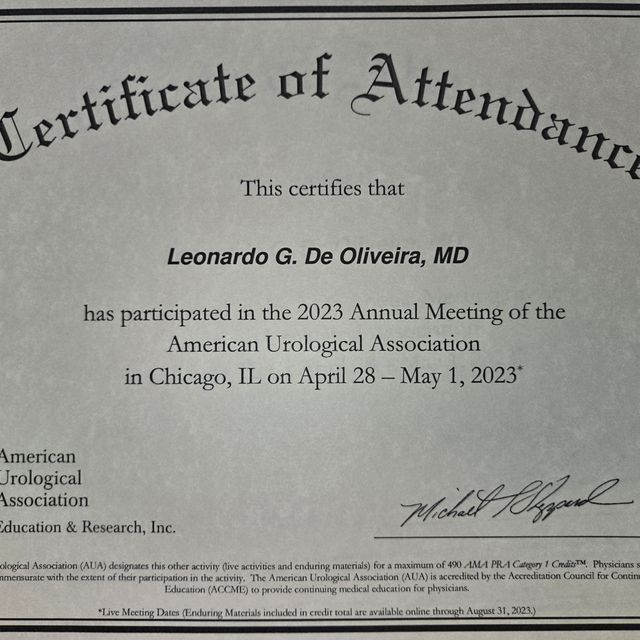 Certificate of Attendance
This certifies that
Leonardo G. De Oliveira, MD
has participated in the 2023 Annual Meeting of the
American Urological Association
in Chicago, IL on April 28 – May 1, 2023*
American
Urological
Association
Education & Research, Inc.
Michael T. Sheppard
ological Association (AUA) designates this other activity (live activities and enduring materials) for a maximum of 490 AMA PRA Category 1 Credits™. Physicians s
mmensurate with the extent of their participation in the activity. The American Urological Association (AUA) is accredited by the Accreditation Council for Contin
Education (ACCME) to provide continuing medical education for physicians.
*Live Meeting Dates (Enduring Materials included in credit total are available online through August 31, 2023.)